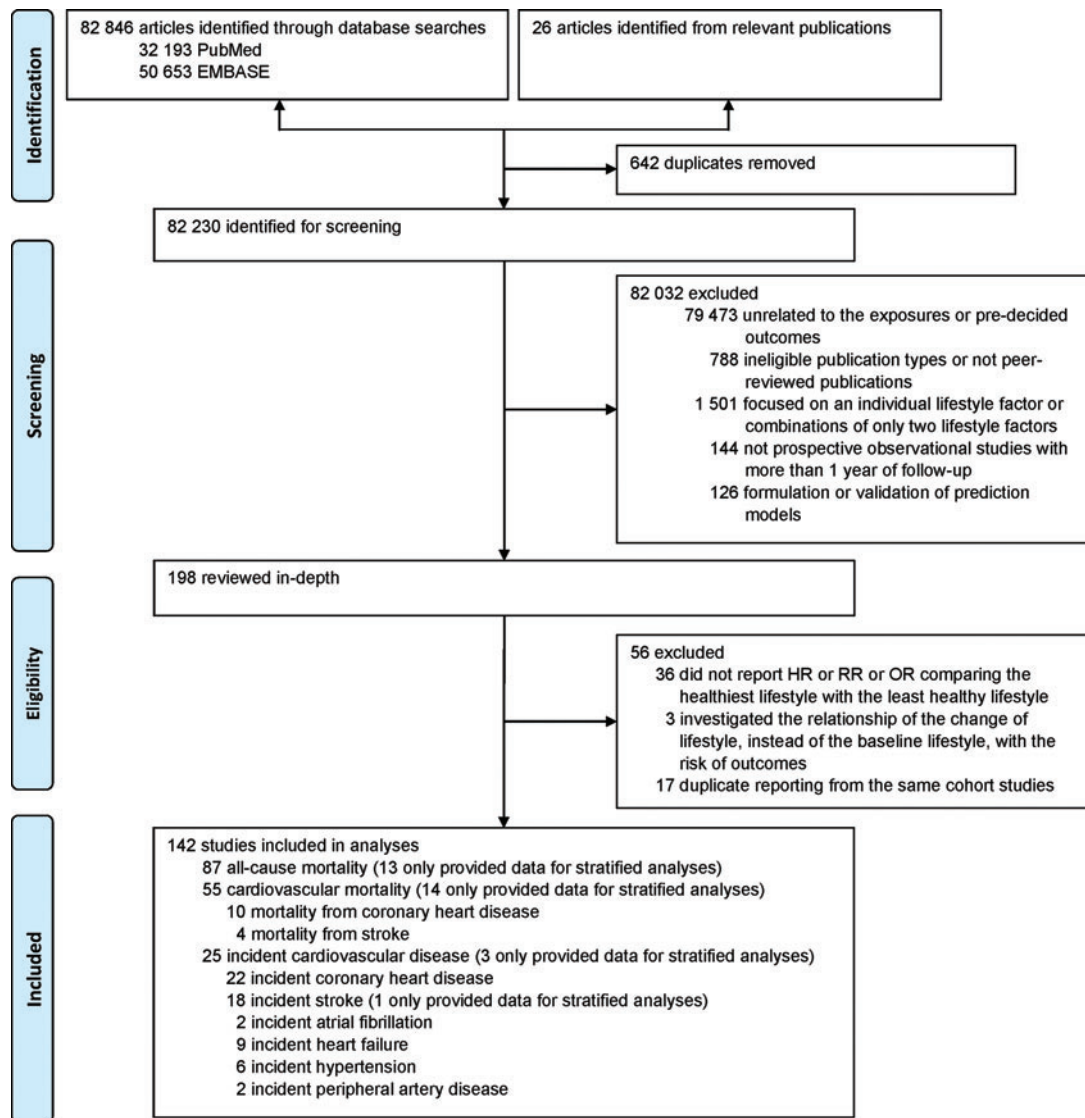 Identification
82 846 articles identified through database searches
32 193 PubMed
50 653 EMBASE
26 articles identified from relevant publications
642 duplicates removed
82 230 identified for screening
Screening
82 032 excluded
79 473 unrelated to the exposures or pre-decided
outcomes
788 ineligible publication types or not peer-
reviewed publications
1 501 focused on an individual lifestyle factor or
combinations of only two lifestyle factors
144 not prospective observational studies with
more than 1 year of follow-up
126 formulation or validation of prediction
models
198 reviewed in-depth
Eligibility
56 excluded
36 did not report HR or RR or OR comparing the
healthiest lifestyle with the least healthy lifestyle
3 investigated the relationship of the change of
lifestyle, instead of the baseline lifestyle, with the
risk of outcomes
17 duplicate reporting from the same cohort studies
Included
142 studies included in analyses
87 all-cause mortality (13 only provided data for stratified analyses)
55 cardiovascular mortality (14 only provided data for stratified analyses)
10 mortality from coronary heart disease
4 mortality from stroke
25 incident cardiovascular disease (3 only provided data for stratified analyses)
22 incident coronary heart disease
18 incident stroke (1 only provided data for stratified analyses)
2 incident atrial fibrillation
9 incident heart failure
6 incident hypertension
2 incident peripheral artery disease